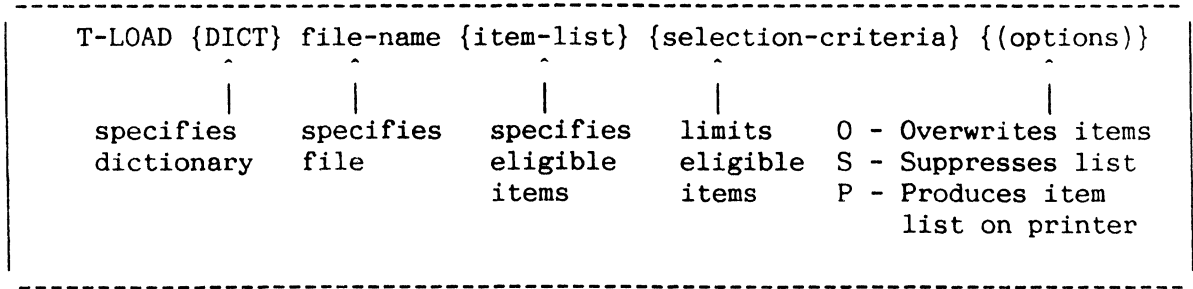 T-LOAD {DICT} file-name {item-list} {selection-criteria} {(options)}
specifies specifies specifies limits O - Overwrites items
dictionary file eligible eligible S - Suppresses list
items items P - Produces item
list on printer